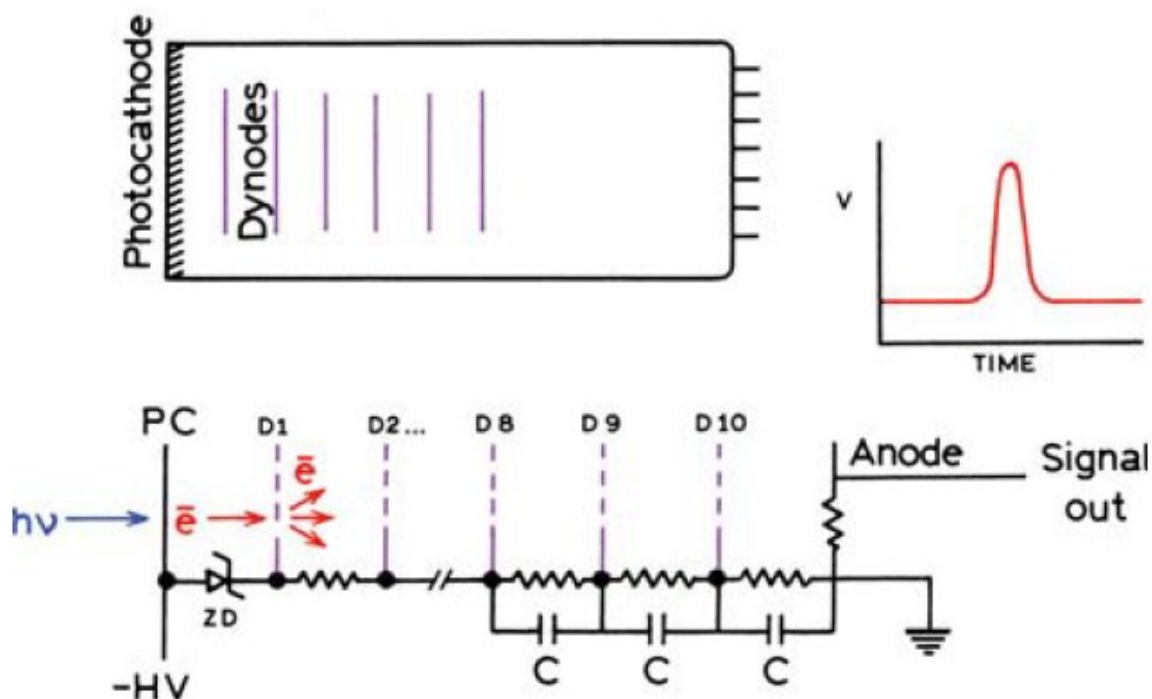 Photocathode
Dynodes
V
TIME
PC
D1
D2...
D8
D9
D10
Anode
Signal
out
hν
ē
ē
ZD
C
C
C
-HV